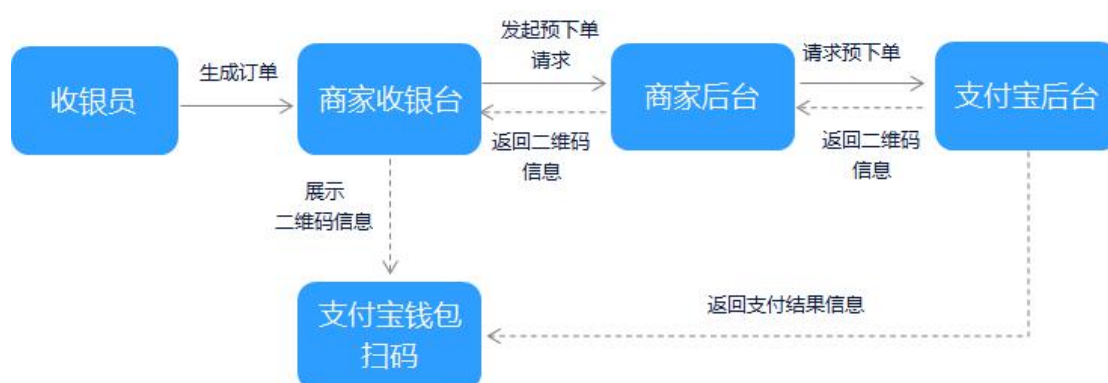 发起预下单
请求
生成订单
请求预下单
收银员
商家收银台
商家后台
支付宝后台
返回二维码
信息
返回二维码
信息
展示
二维码信息
返回支付结果信息
支付宝钱包
扫码